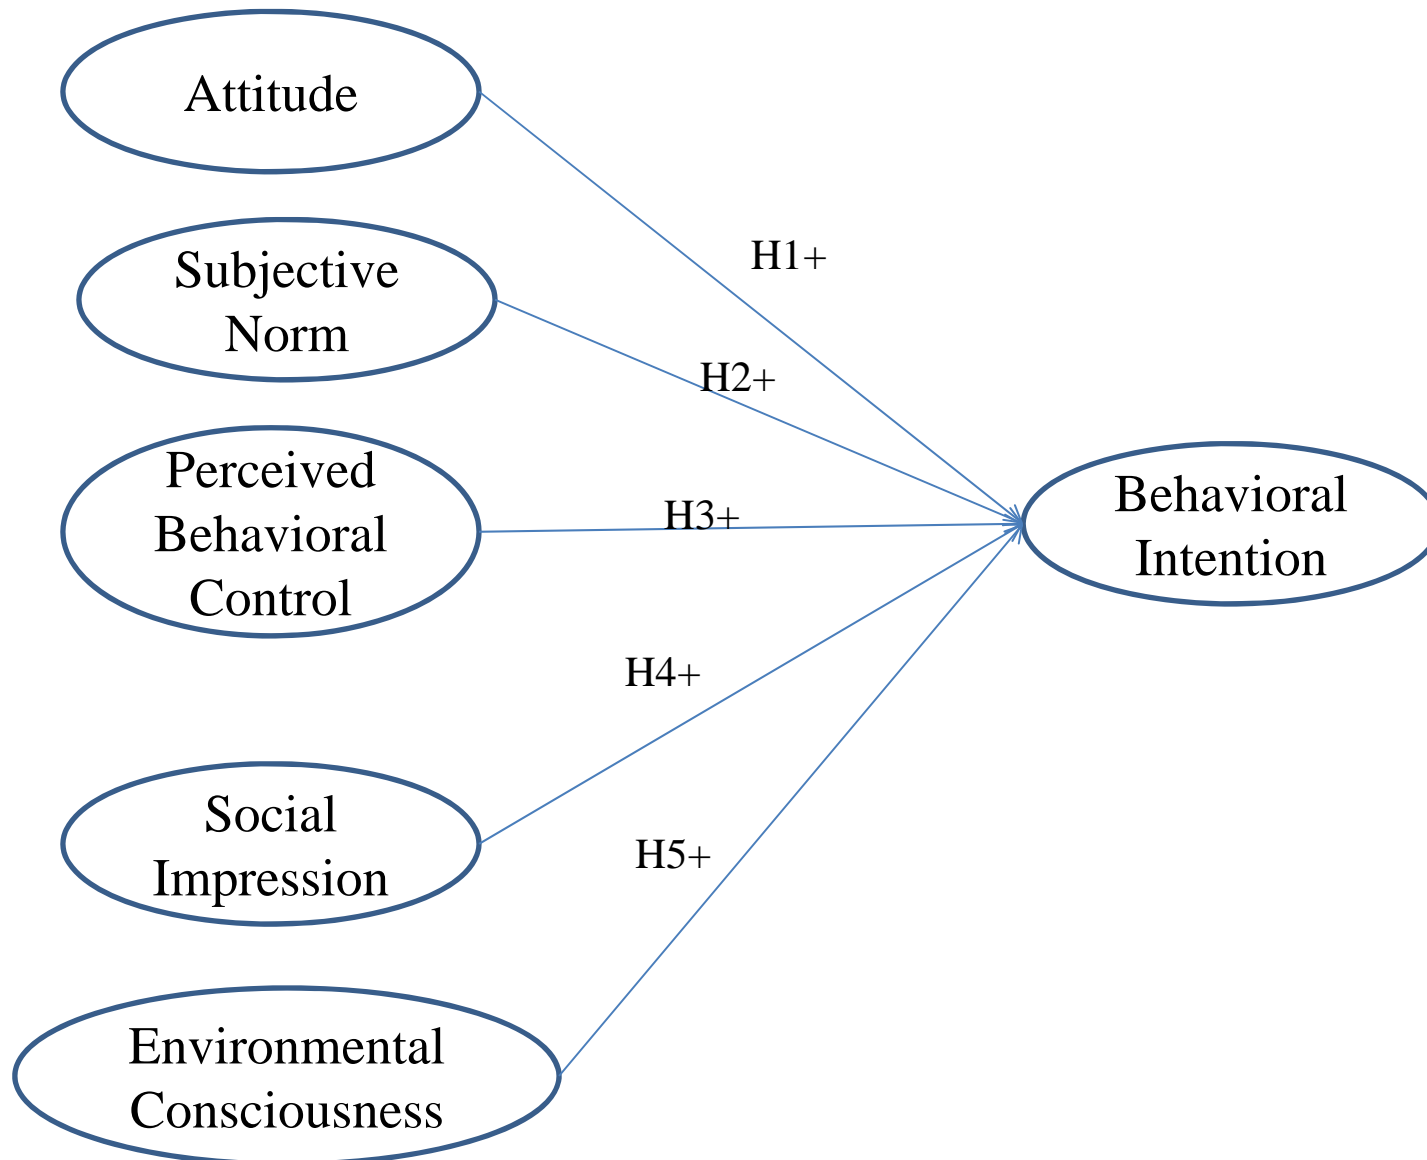 Attitude
H1+
Subjective
Norm
H2+
Perceived
Behavioral
Control
H3+
Behavioral
Intention
H4+
Social
Impression
H5+
Environmental
Consciousness